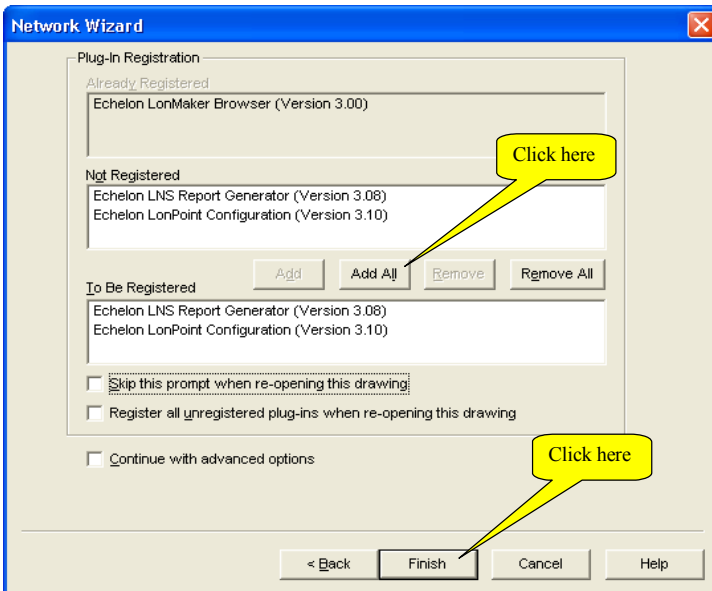 Network Wizard
Plug-In Registration
Already Registered
Echelon LonMaker Browser (Version 3.00)
Click here
Not Registered
Echelon LNS Report Generator (Version 3.08)
Echelon LonPoint Configuration (Version 3.10)
Add Add All Remove Remove All
To Be Registered
Echelon LNS Report Generator (Version 3.08)
Echelon LonPoint Configuration (Version 3.10)
Skip this prompt when re-opening this drawing
Register all unregistered plug-ins when re-opening this drawing
Click here
Continue with advanced options
< Back Finish Cancel Help